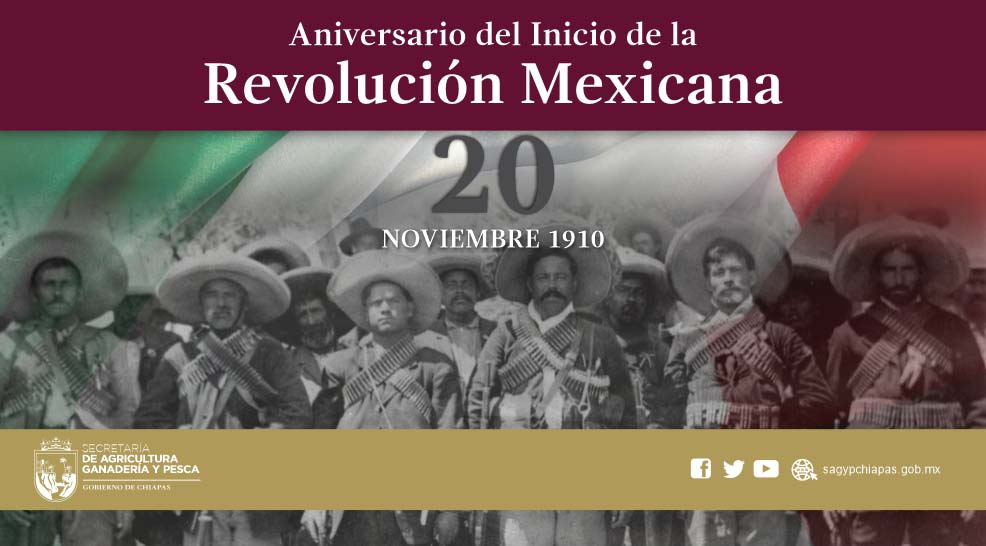 Aniversario del Inicio de la
Revolución Mexicana
20
NOVIEMBRE 1910
SECRETARÍA
DE AGRICULTURA
GANADERÍA Y PESCA
GOBIERNO DE CHIAPAS
sagypchiapas.gob.mx